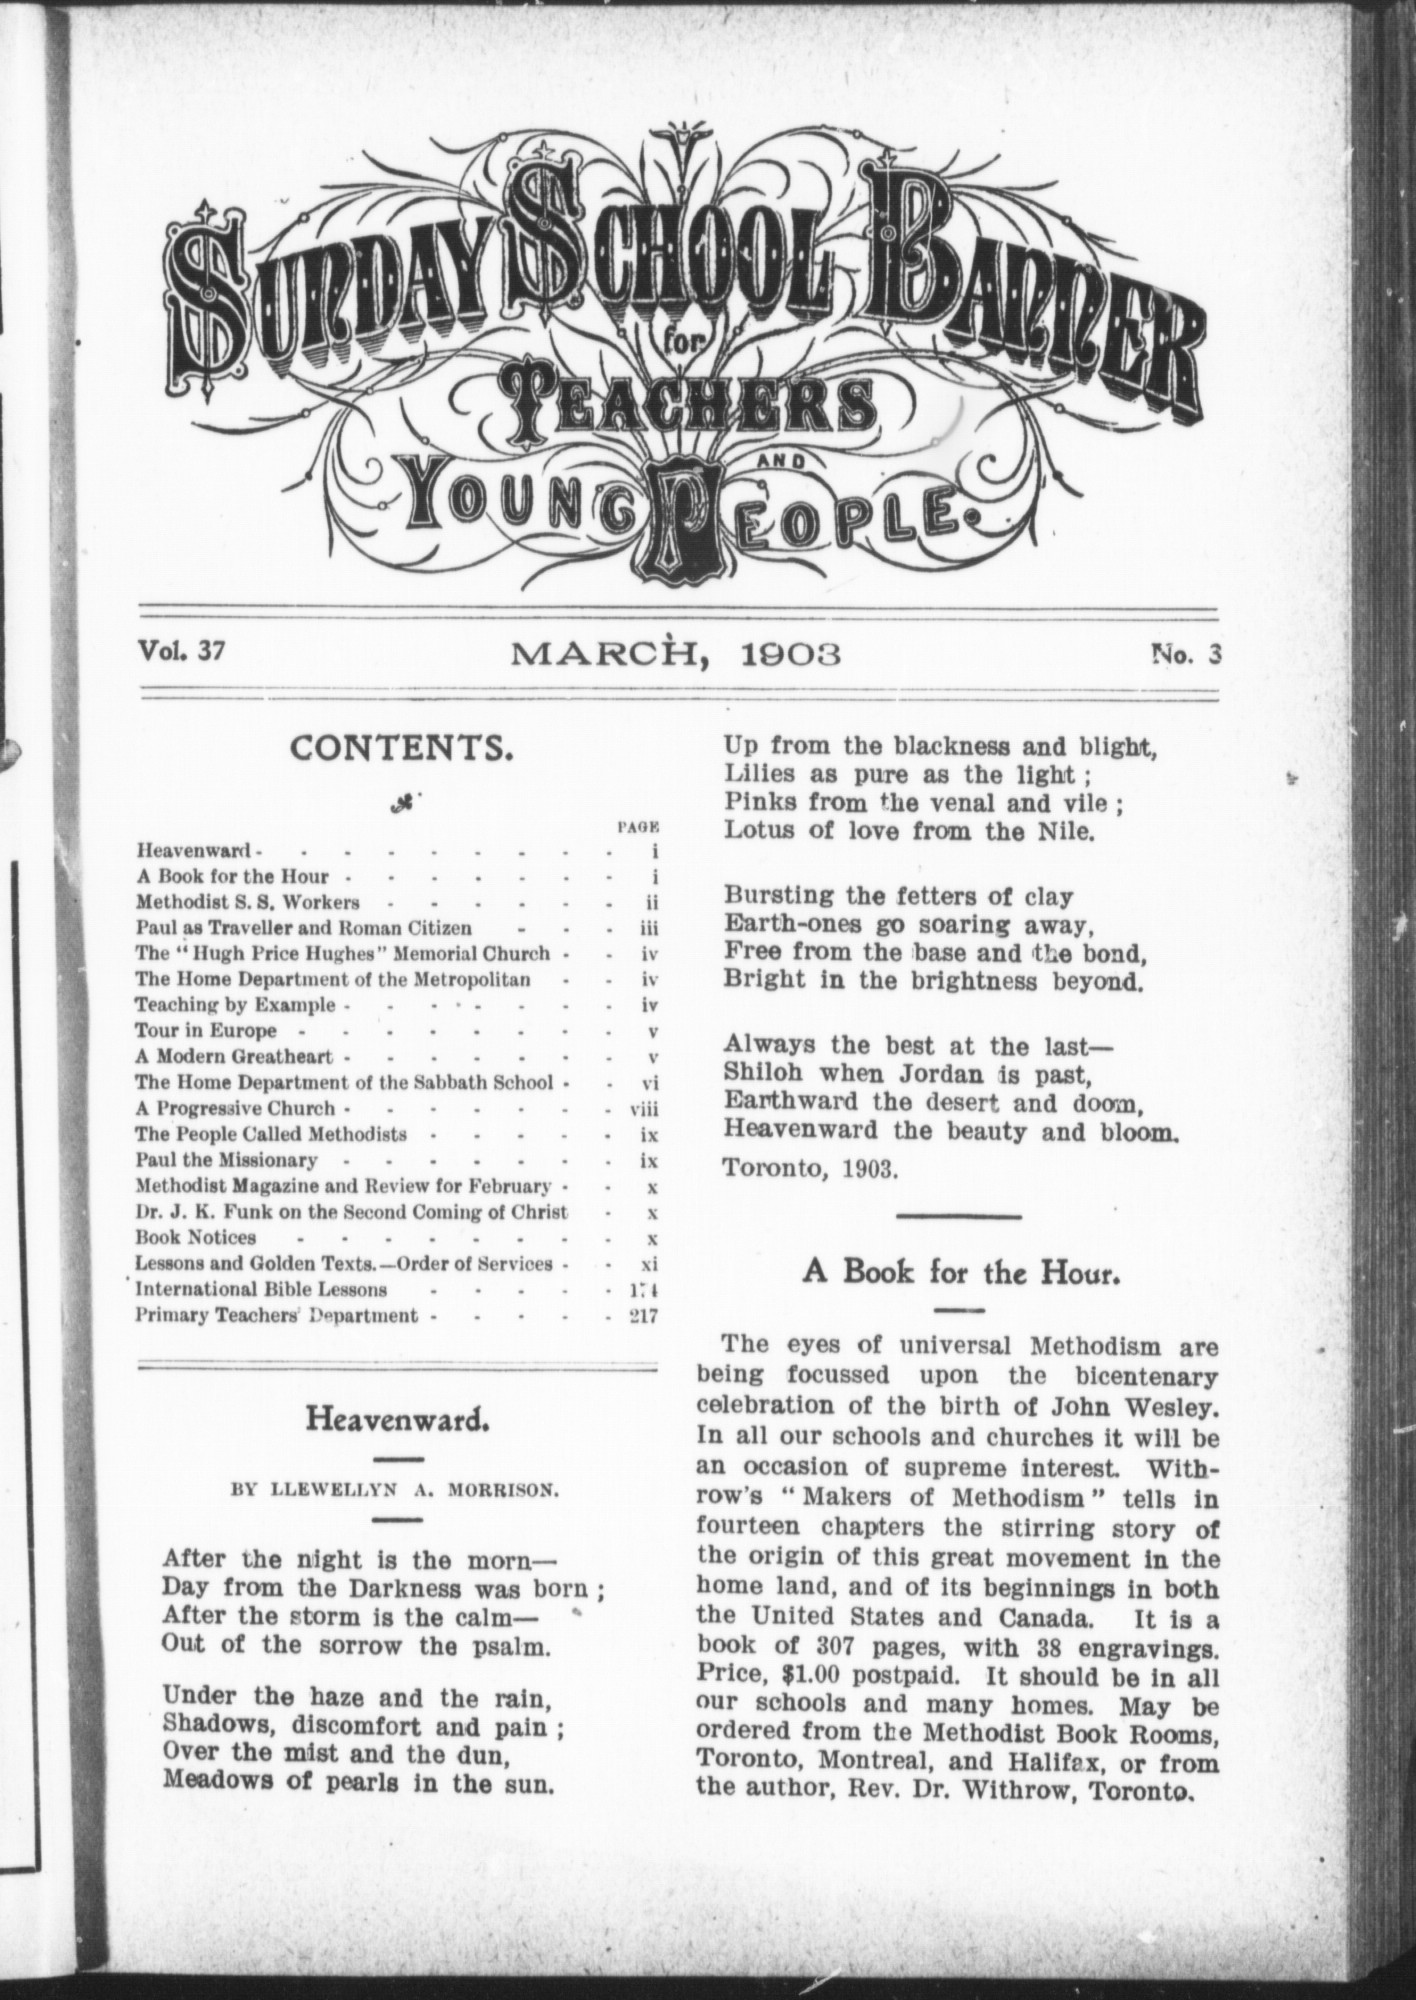 SUNDAY SCHOOL BANNER
for
TEACHERS
AND
YOUNG PEOPLE.
Vol. 37 MARCH, 1903 No. 3
CONTENTS.
PAGE
Heavenward - - - - - - - - - i
A Book for the Hour - - - - - - - i
Methodist S. S. Workers - - - - - - ii
Paul as Traveller and Roman Citizen - - - iii
The "Hugh Price Hughes" Memorial Church - - iv
The Home Department of the Metropolitan - - iv
Teaching by Example - - - - - - - iv
Tour in Europe - - - - - - - - v
A Modern Greatheart - - - - - - - v
The Home Department of the Sabbath School - - vi
A Progressive Church - - - - - - - viii
The People Called Methodists - - - - - ix
Paul the Missionary - - - - - - - ix
Methodist Magazine and Review for February - - x
Dr. J. K. Funk on the Second Coming of Christ - x
Book Notices - - - - - - - - x
Lessons and Golden Texts.—Order of Services - - xi
International Bible Lessons - - - - -
Primary Teachers' Department - - - - - 217
Heavenward.
BY LLEWELLYN A. MORRISON.
After the night is the morn—
Day from the Darkness was born ;
After the storm is the calm—
Out of the sorrow the psalm.
Under the haze and the rain,
Shadows, discomfort and pain ;
Over the mist and the dun,
Meadows of pearls in the sun.
Up from the blackness and blight,
Lilies as pure as the light ;
Pinks from the venal and vile ;
Lotus of love from the Nile.
Bursting the fetters of clay
Earth-ones go soaring away,
Free from the base and the bond,
Bright in the brightness beyond.
Always the best at the last—
Shiloh when Jordan is past,
Earthward the desert and doom,
Heavenward the beauty and bloom.
Toronto, 1903.
A Book for the Hour.
The eyes of universal Methodism are
being focussed upon the bicentenary
celebration of the birth of John Wesley.
In all our schools and churches it will be
an occasion of supreme interest. With-
row's "Makers of Methodism" tells in
fourteen chapters the stirring story of
the origin of this great movement in the
home land, and of its beginnings in both
the United States and Canada. It is a
book of 307 pages, with 38 engravings.
Price, $1.00 postpaid. It should be in all
our schools and many homes. May be
ordered from the Methodist Book Rooms,
Toronto, Montreal, and Halifax, or from
the author, Rev. Dr. Withrow, Toronto.